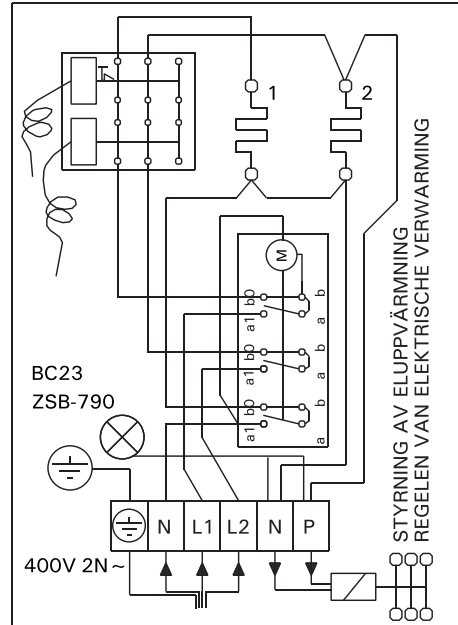 1 2
M
b0 b
a1 a
b0 b
a1 a
b0 b
a1 a
BC23
ZSB-790
N L1 L2 N P
400V 2N~
STYRNING AV ELUPPVÄRMNING
REGELEN VAN ELEKTRISCHE VERWARMING